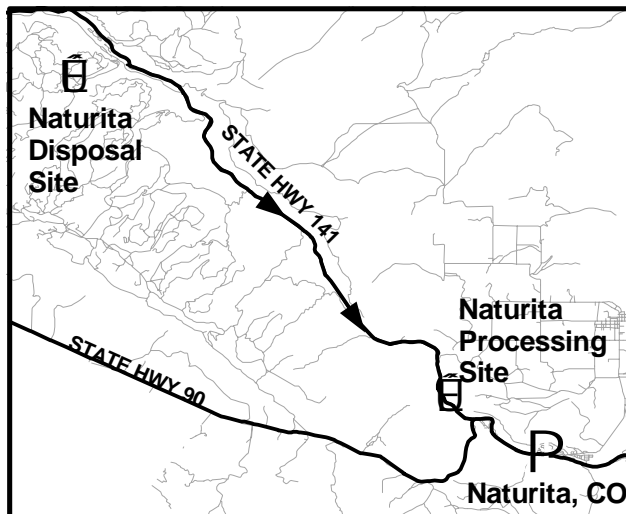 Naturita
Disposal
Site
STATE HWY 141
Naturita
Processing
Site
STATE HWY 90
P
Naturita, CO